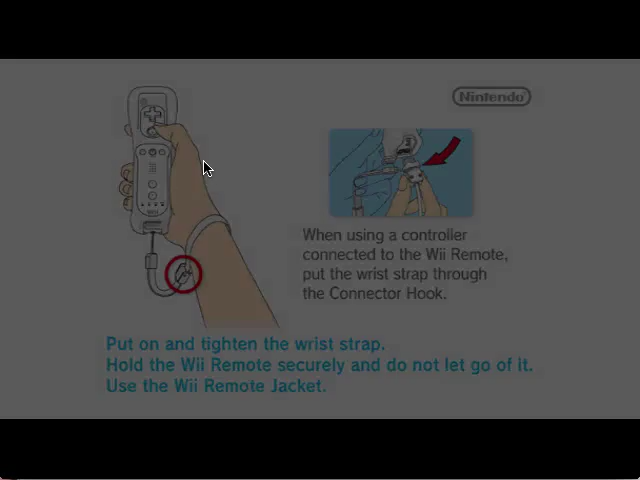 Nintendo
When using a controller
connected to the Wii Remote,
put the wrist strap through
the Connector Hook.
Put on and tighten the wrist strap.
Hold the Wii Remote securely and do not let go of it.
Use the Wii Remote Jacket.